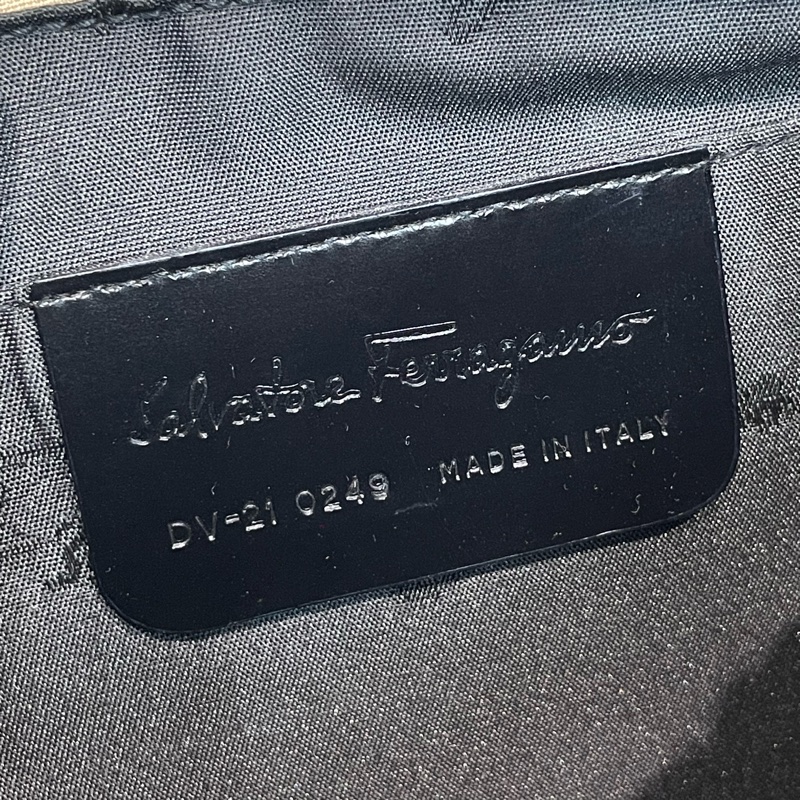 Salvatore Ferragamo
DV-21 0249 MADE IN ITALY